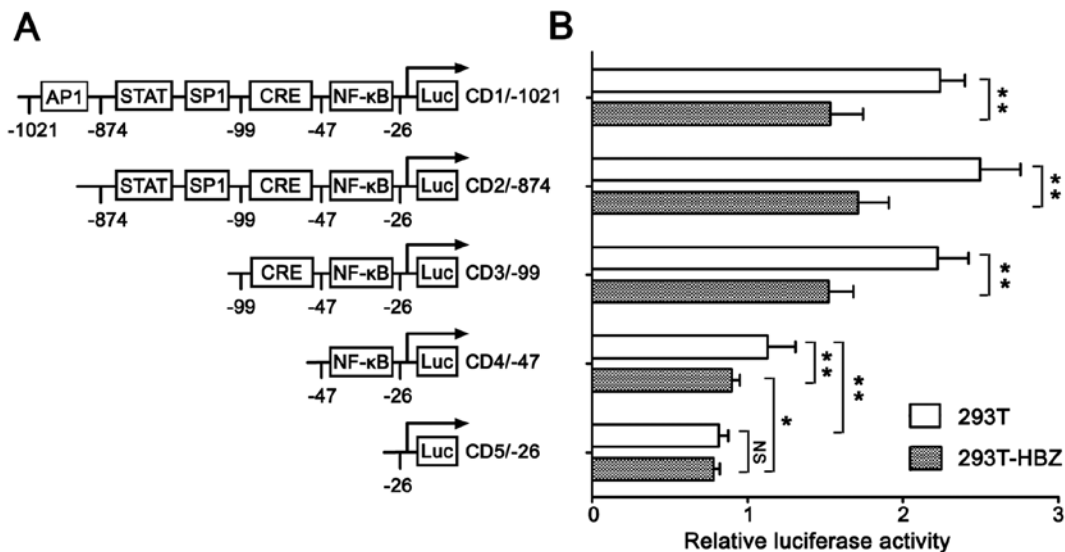 A
AP1 STAT SP1 CRE NF-κB Luc CD1/-1021
-1021 -874 -99 -47 -26
STAT SP1 CRE NF-κB Luc CD2/-874
-874 -99 -47 -26
CRE NF-κB Luc CD3/-99
-99 -47 -26
NF-κB Luc CD4/-47
-47 -26
Luc CD5/-26
-26
B
**
**
**
**
**
*
NS
293T
293T-HBZ
0 1 2 3
Relative luciferase activity